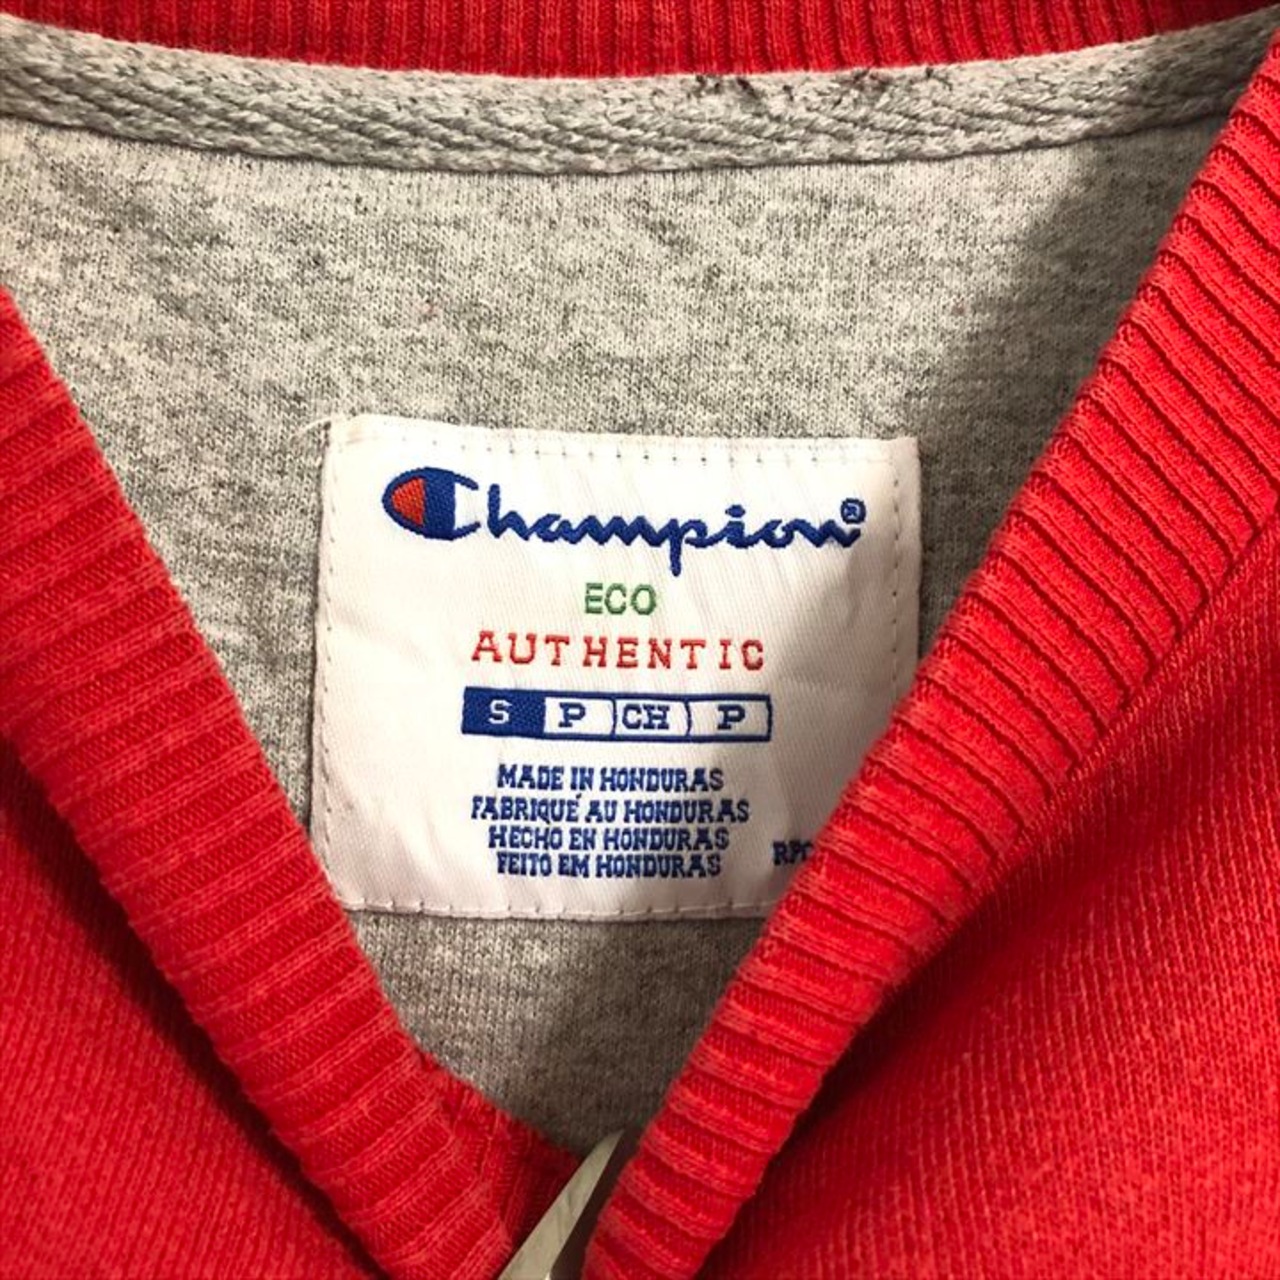 Champion®
ECO
AUTHENTIC
S P CH P
MADE IN HONDURAS
FABRIQUÉ AU HONDURAS
HECHO EN HONDURAS
FEITO EM HONDURAS